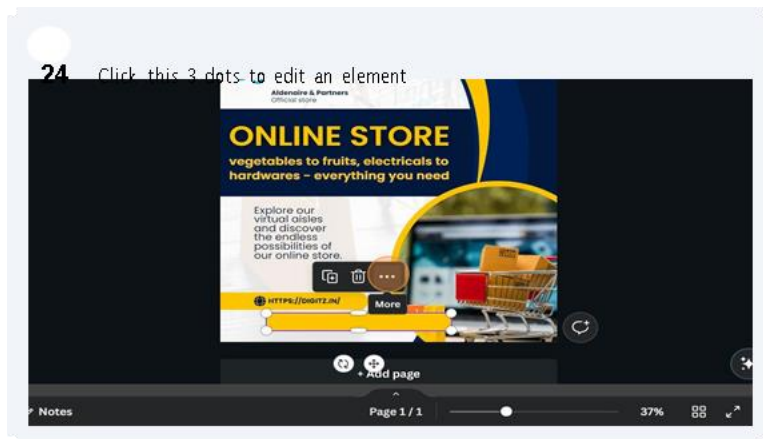 24 Click this 3 dots to edit an element
Aldenaire & Partners
Official store
ONLINE STORE
vegetables to fruits, electricals to
hardwares – everything you need
Explore our
virtual aisles
and discover
the endless
possibilities of
our online store.
HTTPS://DIGITZ.IN/
More
+ Add page
Notes
Page 1 / 1
37%